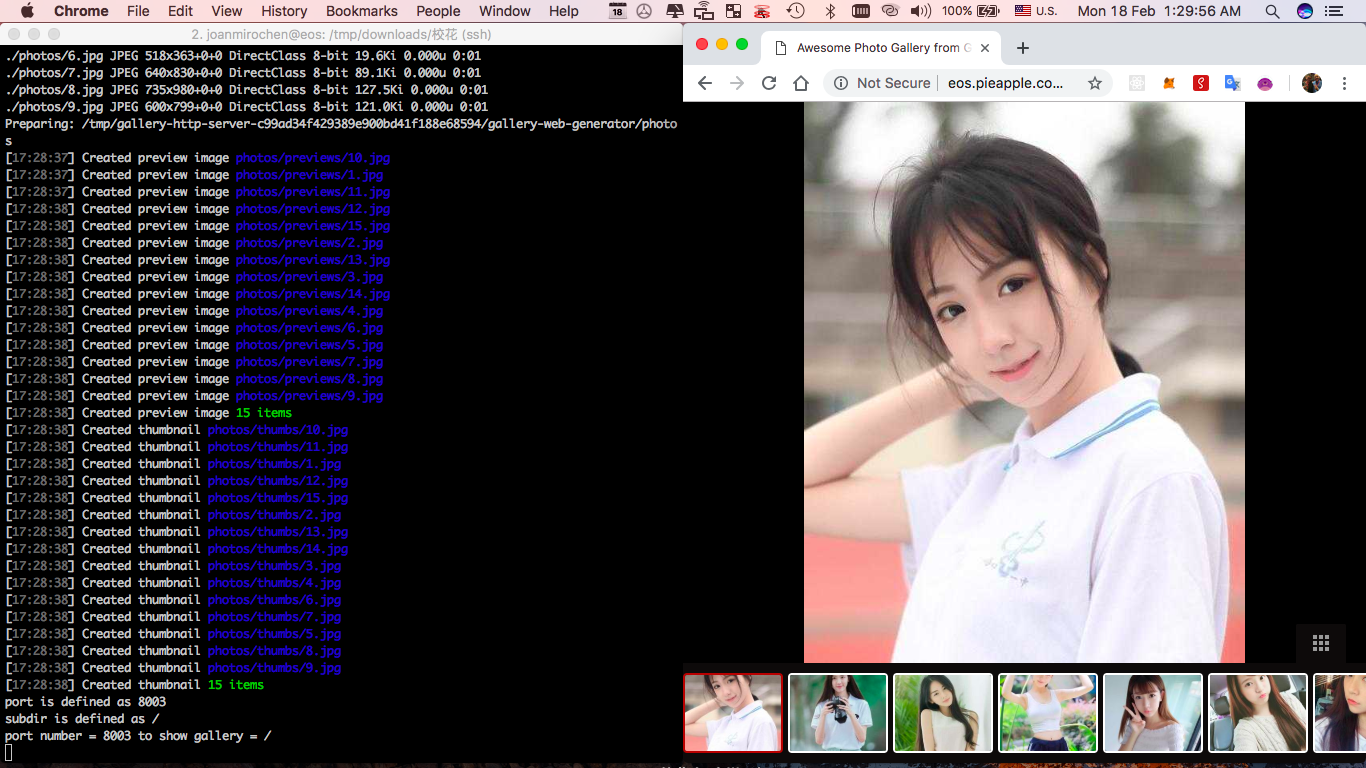 Chrome File Edit View History Bookmarks People Window Help 18 100% U.S. Mon 18 Feb 1:29:56 AM
2. joanmirochen@eos: /tmp/downloads/校花 (ssh)
./photos/6.jpg JPEG 518x363+0+0 DirectClass 8-bit 19.6Ki 0.000u 0:01
./photos/7.jpg JPEG 640x830+0+0 DirectClass 8-bit 89.1Ki 0.000u 0:01
./photos/8.jpg JPEG 735x980+0+0 DirectClass 8-bit 127.5Ki 0.000u 0:01
./photos/9.jpg JPEG 600x799+0+0 DirectClass 8-bit 121.0Ki 0.000u 0:01
Preparing: /tmp/gallery-http-server-c99ad34f429389e900bd41f188e68594/gallery-web-generator/photo
s
[17:28:37] Created preview image photos/previews/10.jpg
[17:28:37] Created preview image photos/previews/1.jpg
[17:28:37] Created preview image photos/previews/11.jpg
[17:28:38] Created preview image photos/previews/12.jpg
[17:28:38] Created preview image photos/previews/15.jpg
[17:28:38] Created preview image photos/previews/2.jpg
[17:28:38] Created preview image photos/previews/13.jpg
[17:28:38] Created preview image photos/previews/3.jpg
[17:28:38] Created preview image photos/previews/14.jpg
[17:28:38] Created preview image photos/previews/4.jpg
[17:28:38] Created preview image photos/previews/6.jpg
[17:28:38] Created preview image photos/previews/5.jpg
[17:28:38] Created preview image photos/previews/7.jpg
[17:28:38] Created preview image photos/previews/8.jpg
[17:28:38] Created preview image photos/previews/9.jpg
[17:28:38] Created preview image 15 items
[17:28:38] Created thumbnail photos/thumbs/10.jpg
[17:28:38] Created thumbnail photos/thumbs/11.jpg
[17:28:38] Created thumbnail photos/thumbs/1.jpg
[17:28:38] Created thumbnail photos/thumbs/12.jpg
[17:28:38] Created thumbnail photos/thumbs/15.jpg
[17:28:38] Created thumbnail photos/thumbs/2.jpg
[17:28:38] Created thumbnail photos/thumbs/13.jpg
[17:28:38] Created thumbnail photos/thumbs/14.jpg
[17:28:38] Created thumbnail photos/thumbs/3.jpg
[17:28:38] Created thumbnail photos/thumbs/4.jpg
[17:28:38] Created thumbnail photos/thumbs/6.jpg
[17:28:38] Created thumbnail photos/thumbs/7.jpg
[17:28:38] Created thumbnail photos/thumbs/5.jpg
[17:28:38] Created thumbnail photos/thumbs/8.jpg
[17:28:38] Created thumbnail photos/thumbs/9.jpg
[17:28:38] Created thumbnail 15 items
port is defined as 8003
subdir is defined as /
port number = 8003 to show gallery = /
Awesome Photo Gallery from G
Not Secure eos.pieapple.co...